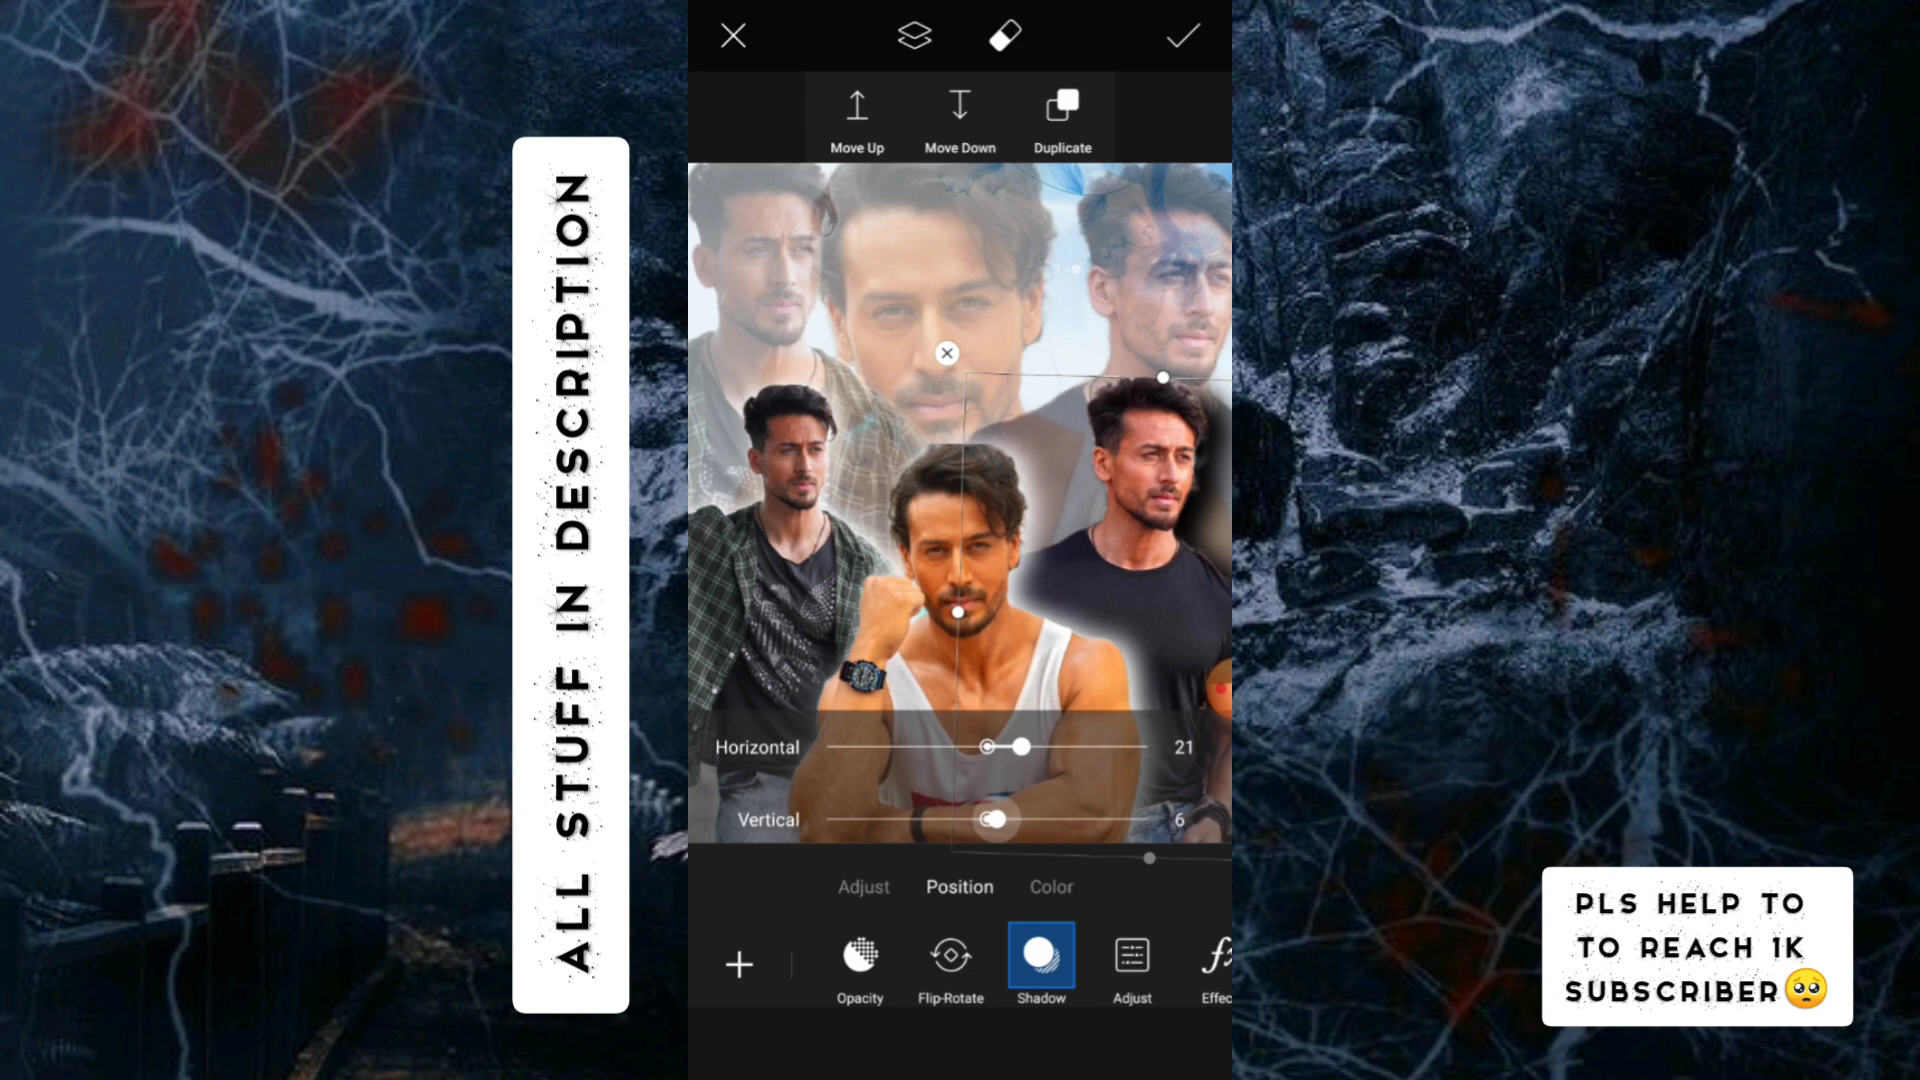 Move Up
Move Down
Duplicate
ALL STUFF IN DESCRIPTION
Horizontal
21
Vertical
6
Adjust
Position
Color
Opacity
Flip-Rotate
Shadow
Adjust
Effec
PLS HELP TO
TO REACH 1K
SUBSCRIBER🥺